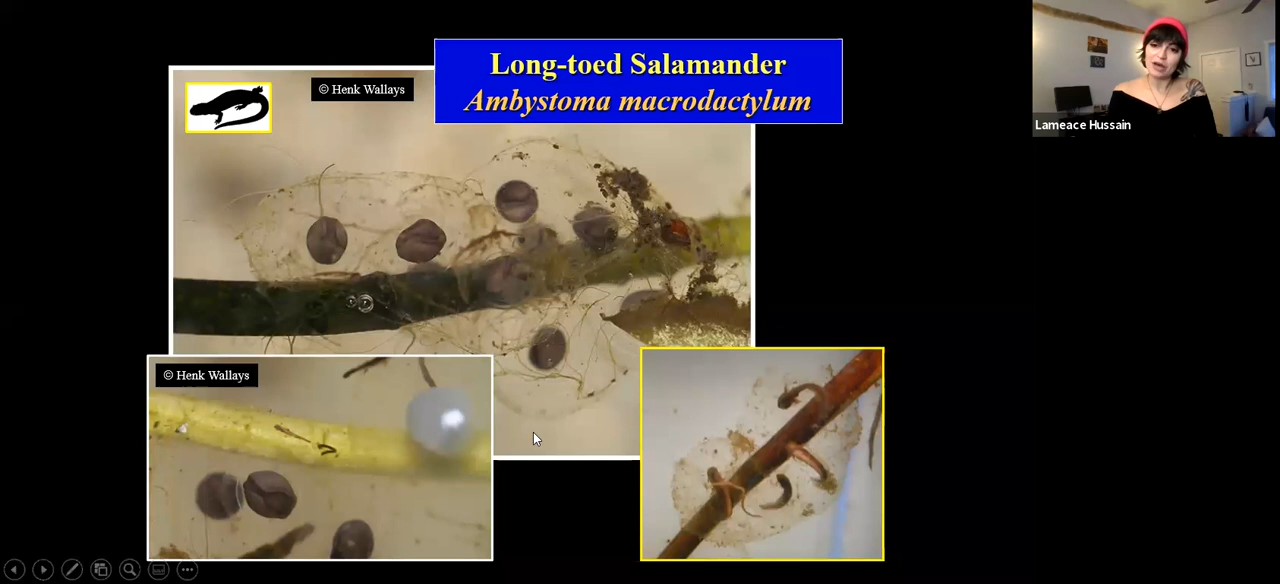 Long-toed Salamander
Ambystoma macrodactylum
© Henk Wallays
Lameace Hussain
© Henk Wallays